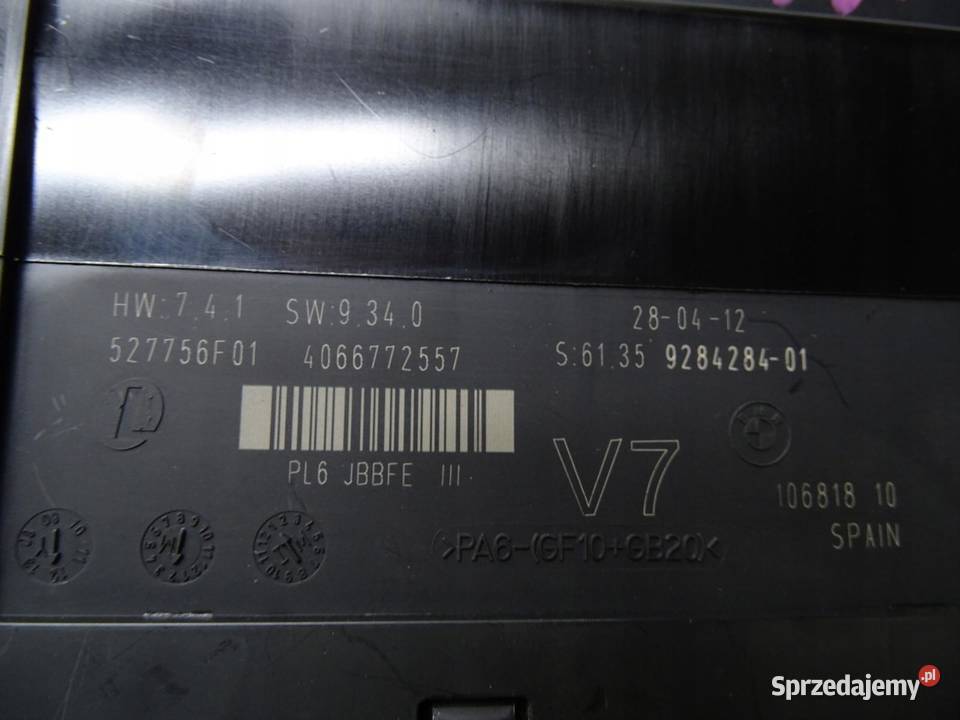 HW:7.4.1 SW:9.34.0 28-04-12
527756F01 4066772557 S:61.35 9284284-01
PL6 JBBFE III
V7
106818 10
SPAIN
>PA6-(GF10+GB20)<
Sprzedajemy.pl